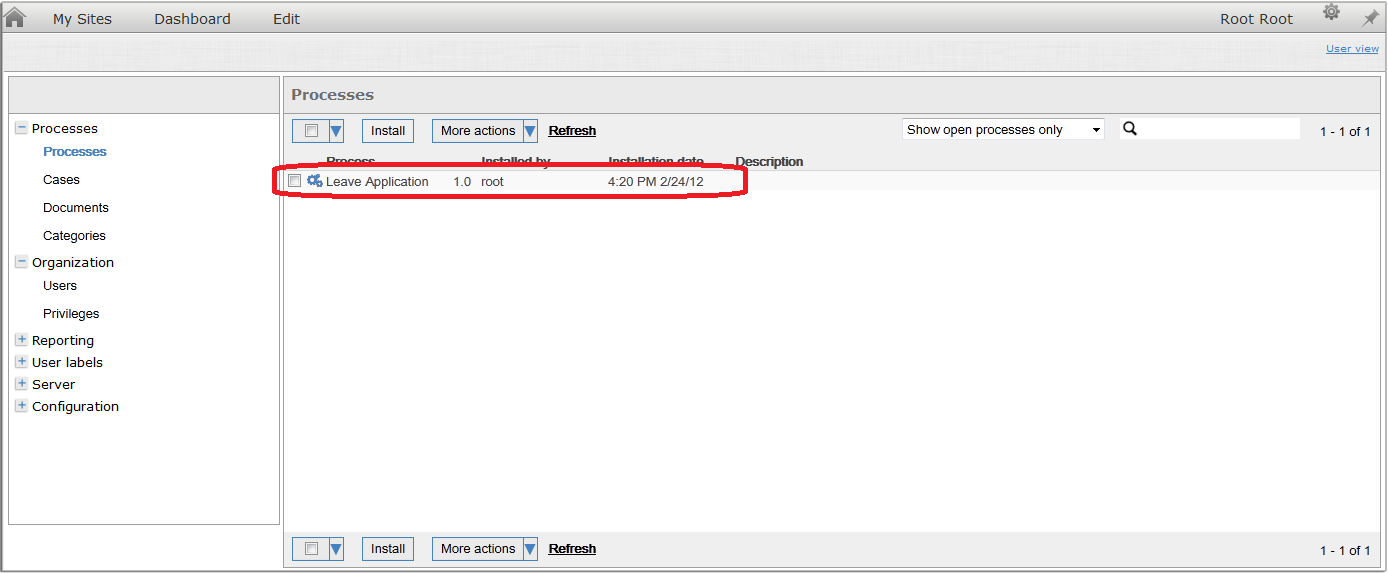 My Sites Dashboard Edit Root Root
User view
Processes
Processes
Processes
Cases
Documents
Categories
Organization
Users
Privileges
Reporting
User labels
Server
Configuration
Install More actions Refresh Show open processes only 1 - 1 of 1
Process Installed by Installation date Description
Leave Application 1.0 root 4:20 PM 2/24/12
Install More actions Refresh 1 - 1 of 1